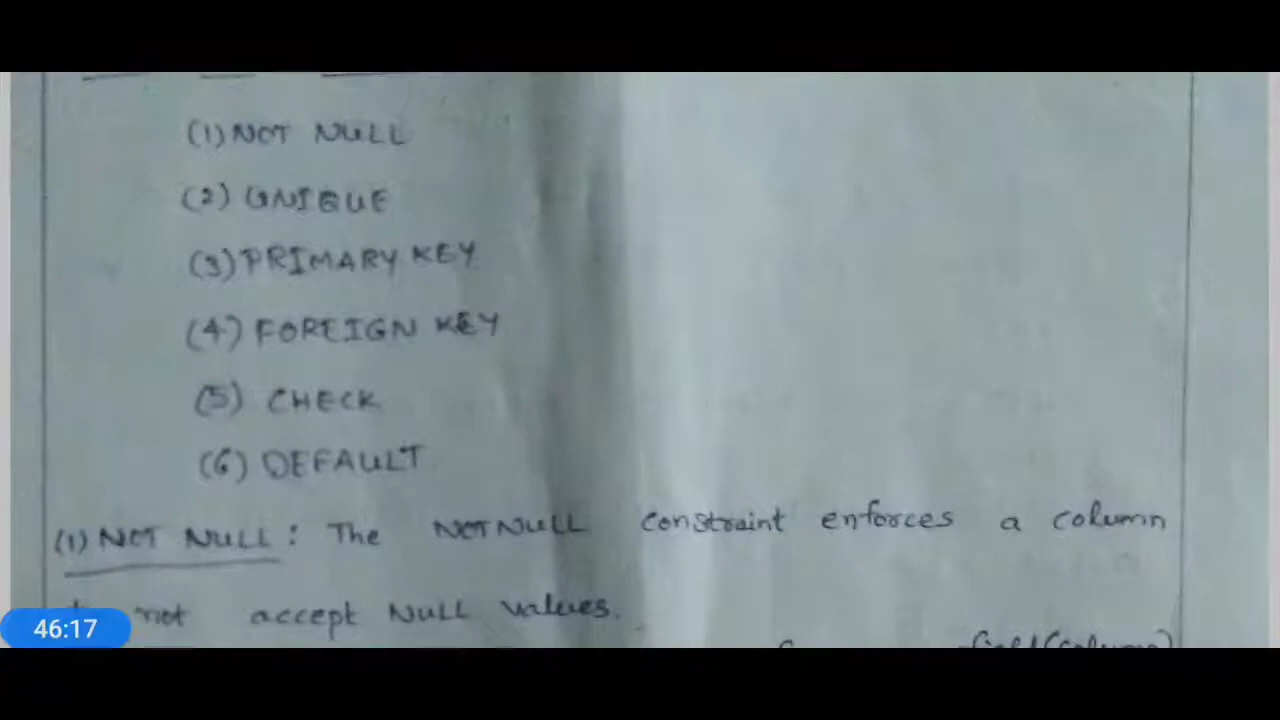 (1) NOT NULL
(2) UNIQUE
(3) PRIMARY KEY
(4) FOREIGN KEY
(5) CHECK
(6) DEFAULT
(1) NOT NULL : The NOT NULL constraint enforces a column
not accept NULL values.
46:17